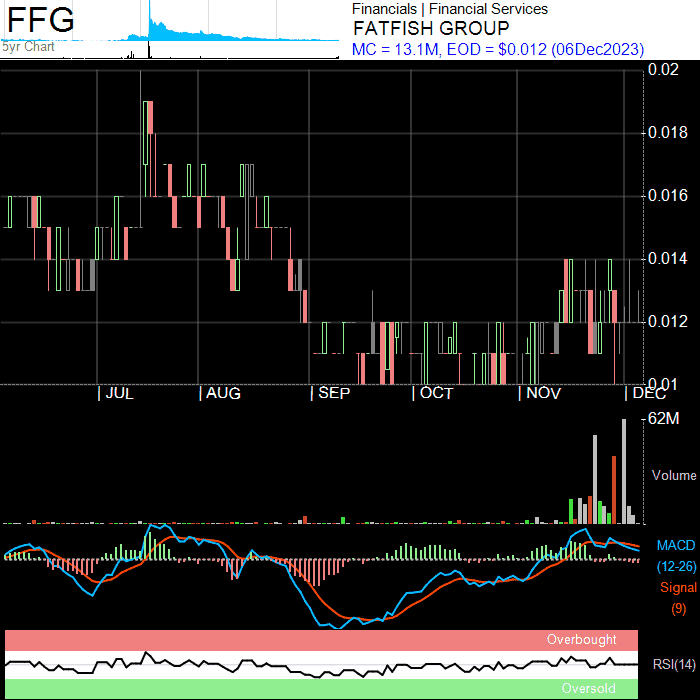 FFG
5yr Chart
Financials | Financial Services
FATFISH GROUP
MC = 13.1M, EOD = $0.012 (06Dec2023)
0.02
0.018
0.016
0.014
0.012
0.01
| JUL | AUG | SEP | OCT | NOV | DEC
62M
Volume
MACD
(12-26)
Signal
(9)
Overbought
RSI(14)
Oversold